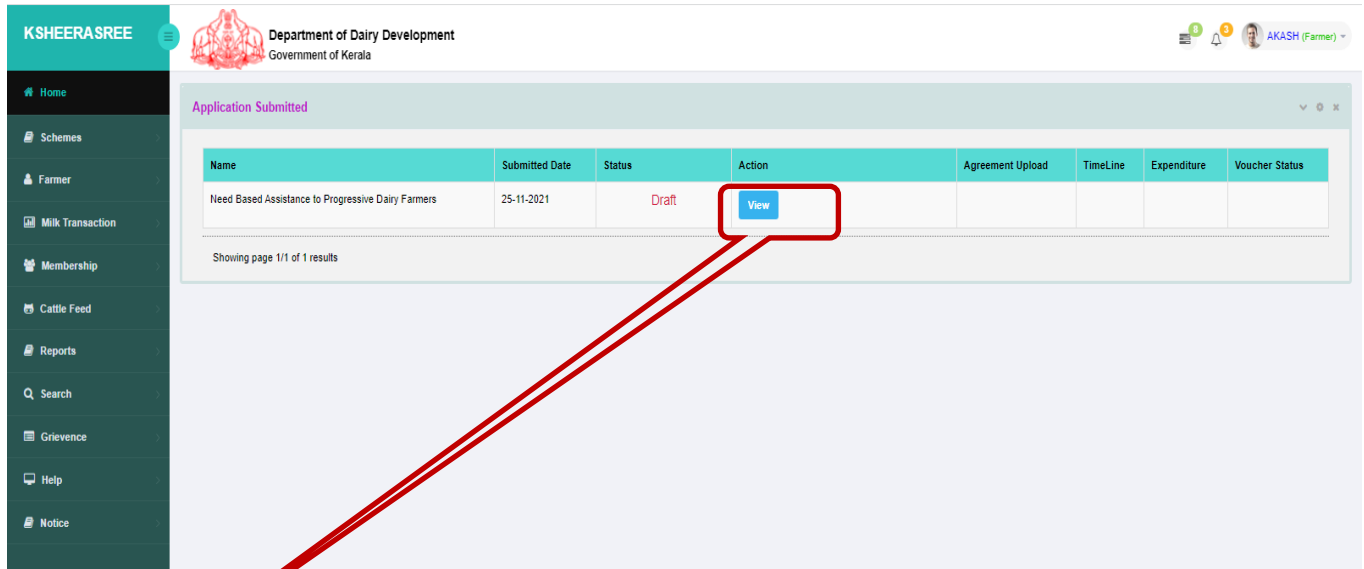 KSHEERASREE
Department of Dairy Development
Government of Kerala
3
AKASH (Farmer)
Home
Schemes
Farmer
Milk Transaction
Membership
Cattle Feed
Reports
Search
Grievence
Help
Notice
Application Submitted
Name Submitted Date Status Action Agreement Upload TimeLine Expenditure Voucher Status
Need Based Assistance to Progressive Dairy Farmers 25-11-2021 Draft View
Showing page 1/1 of 1 results